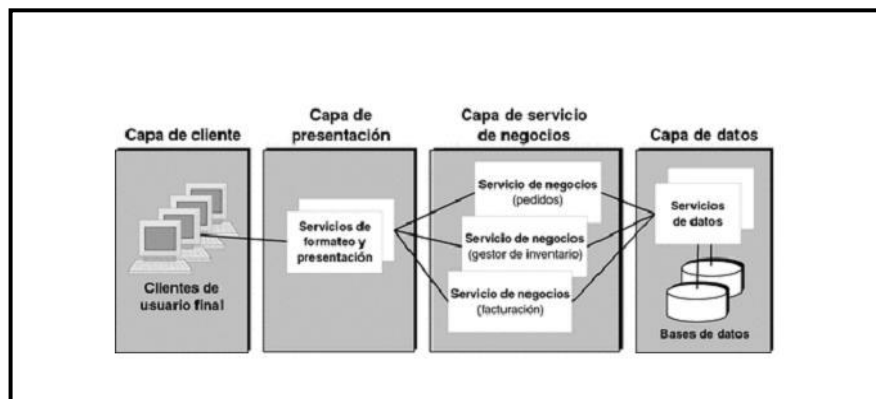 Capa de cliente
Clientes de
usuario final
Capa de
presentación
Servicios de
formateo y
presentación
Capa de servicio
de negocios
Servicio de negocios
(pedidos)
Servicio de negocios
(gestor de inventario)
Servicio de negocios
(facturación)
Capa de datos
Servicios
de datos
Bases de datos